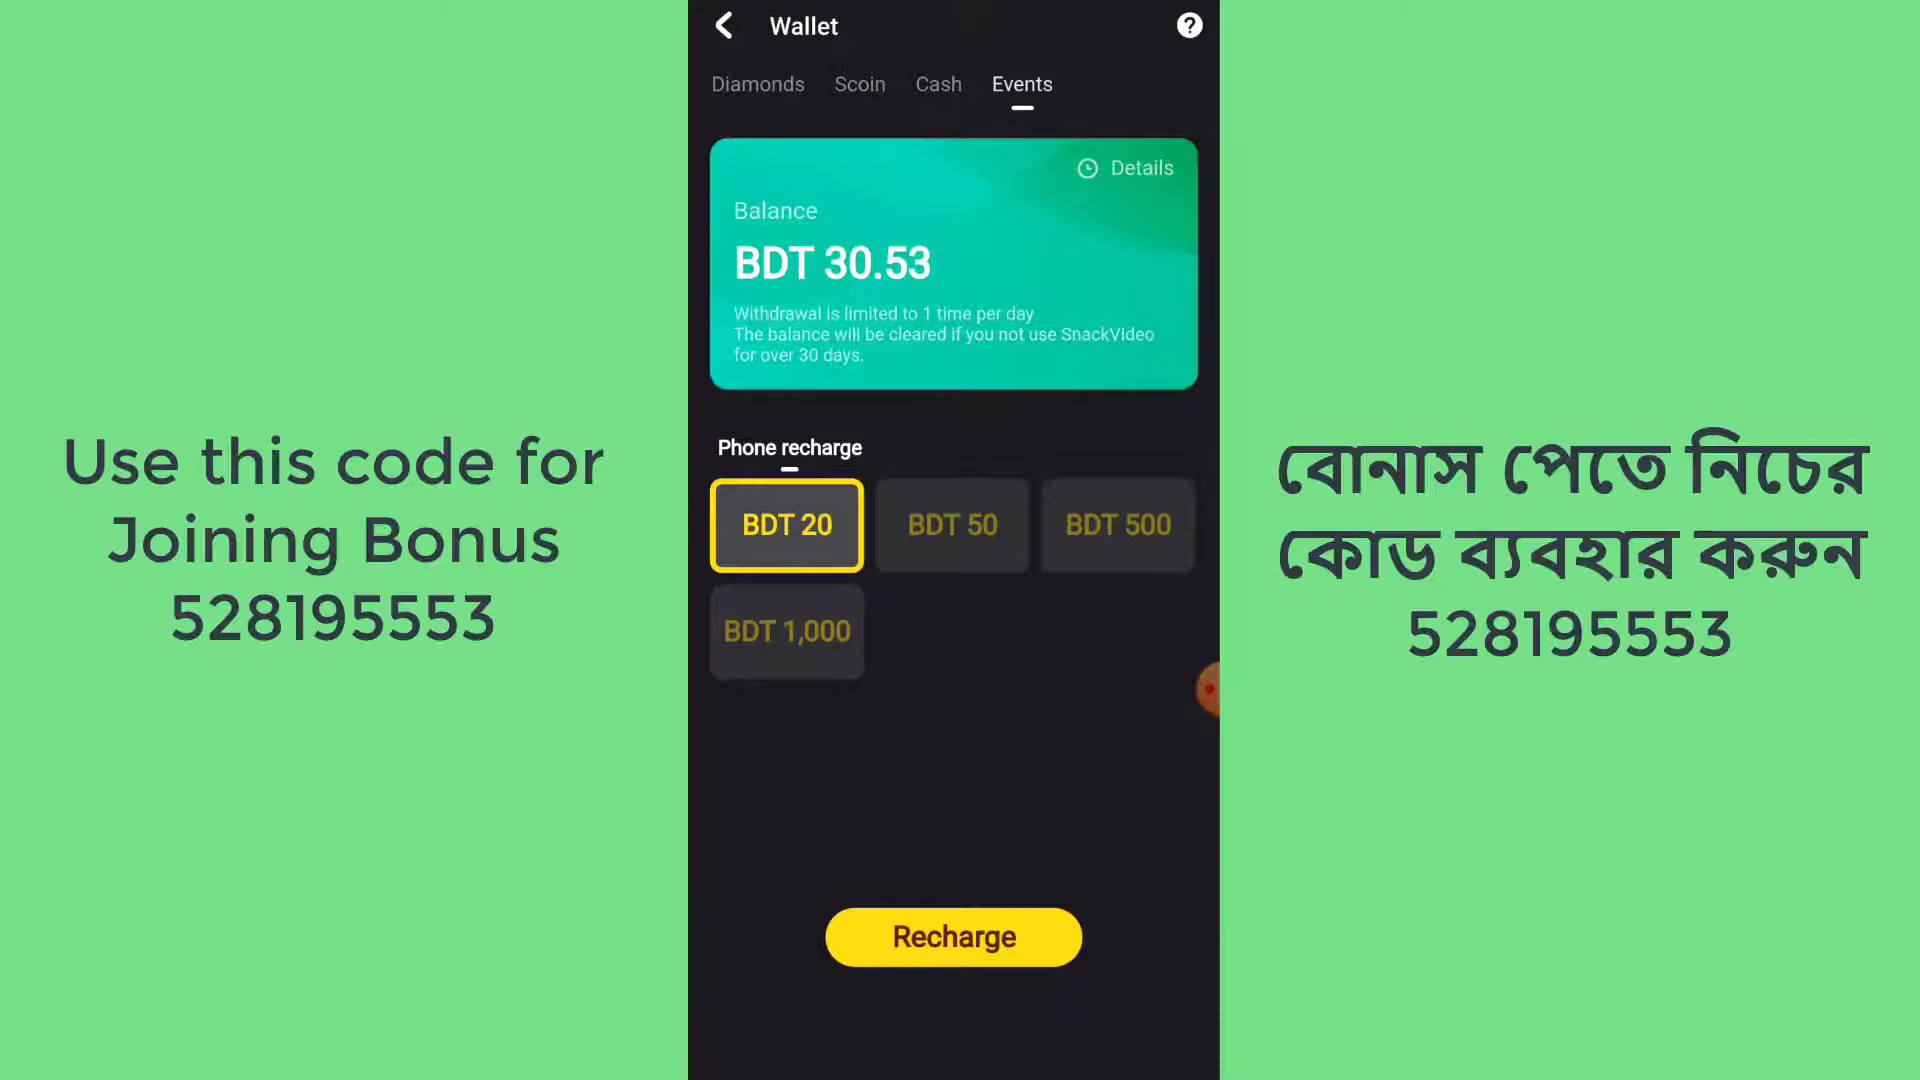 Wallet
?
Diamonds Scoin Cash Events
Details
Balance
BDT 30.53
Withdrawal is limited to 1 time per day
The balance will be cleared if you not use SnackVideo
for over 30 days.
Phone recharge
BDT 20 BDT 50 BDT 500
BDT 1,000
Recharge
Use this code for
Joining Bonus
528195553
বোনাস পেতে নিচের
কোড ব্যবহার করুন
528195553